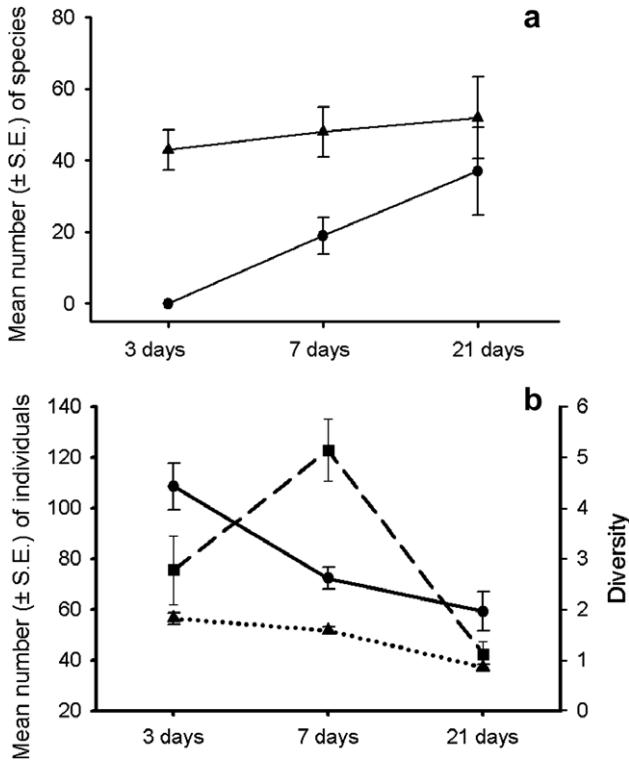 a
Mean number (± S.E.) of species
80
60
40
20
0
3 days 7 days 21 days
b
Mean number (± S.E.) of individuals
140
120
100
80
60
40
20
6
5
4
3
2
1
0
Diversity
3 days 7 days 21 days